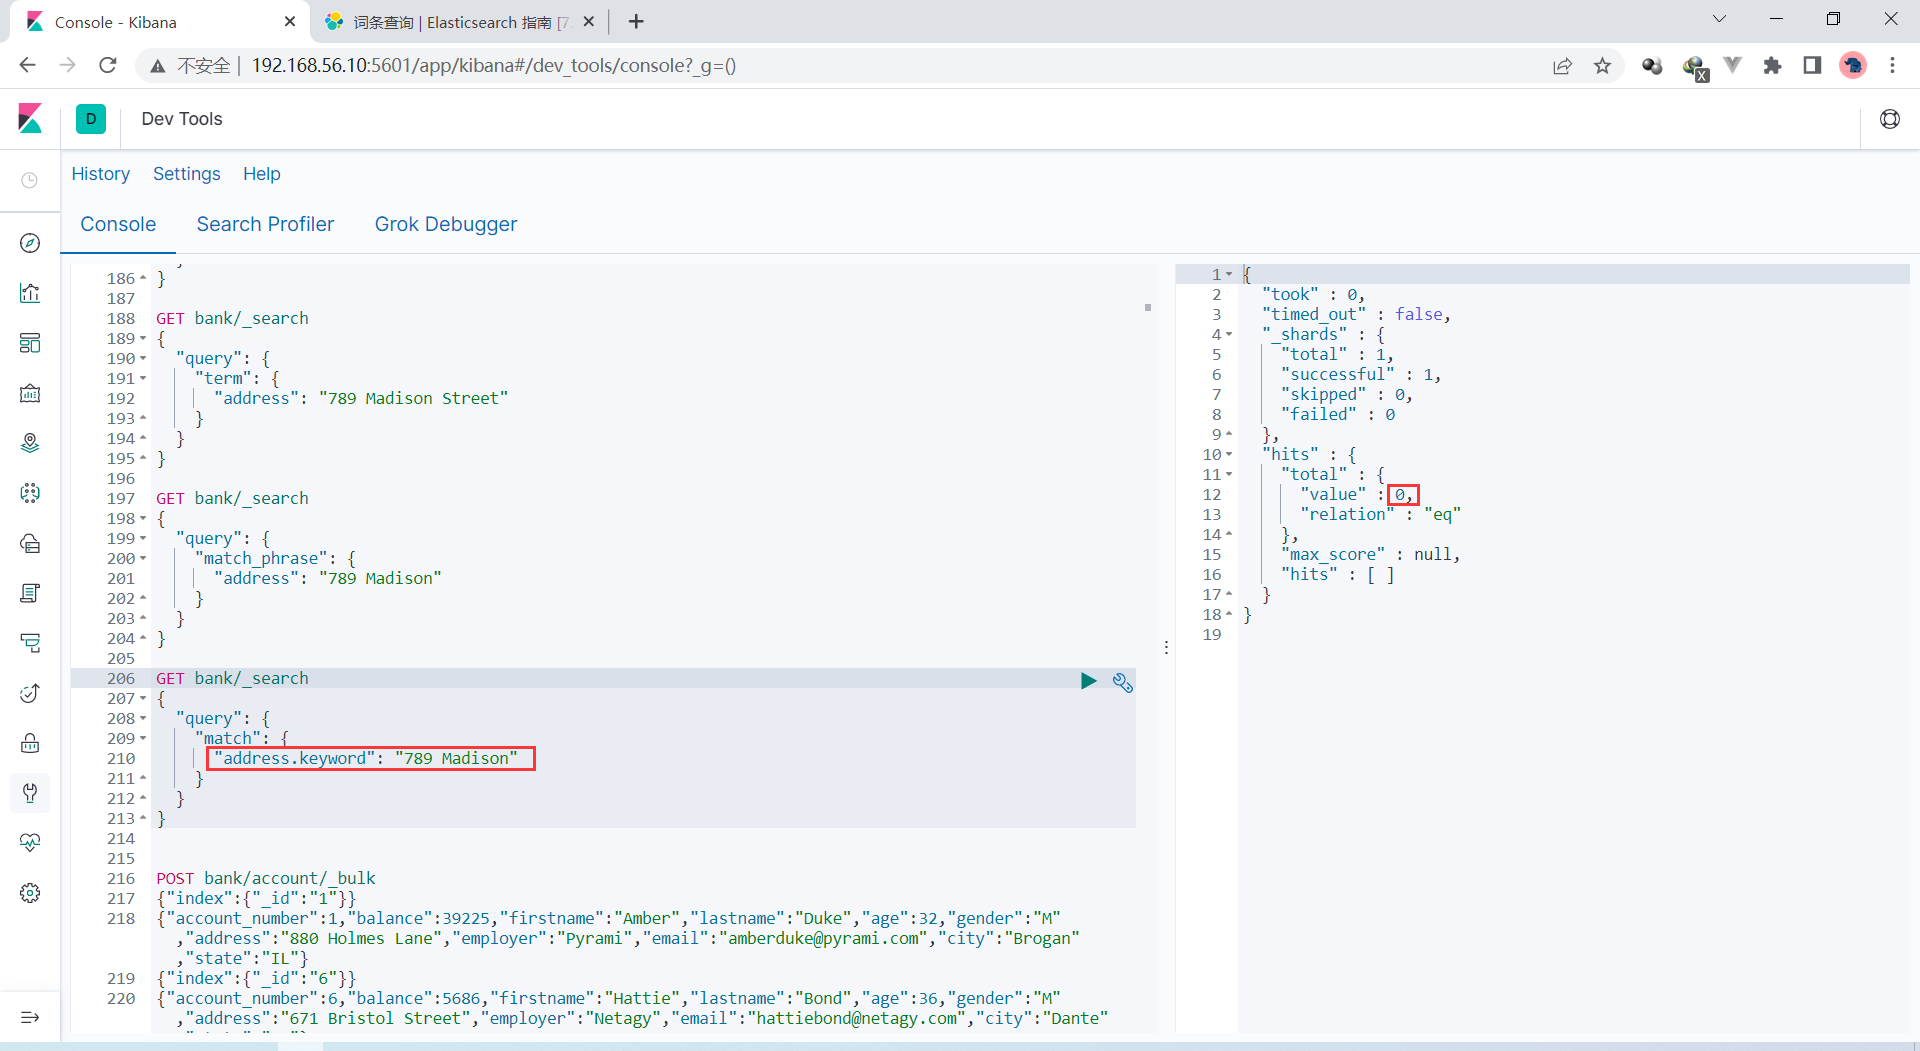 Console - Kibana
词条查询 | Elasticsearch 指南 [7
不安全 | 192.168.56.10:5601/app/kibana#/dev_tools/console?_g=()
X
D
Dev Tools
History Settings Help
Console Search Profiler Grok Debugger
186 }
187
188 GET bank/_search
189 {
190 "query": {
191 "term": {
192 "address": "789 Madison Street"
193 }
194 }
195 }
196
197 GET bank/_search
198 {
199 "query": {
200 "match_phrase": {
201 "address": "789 Madison"
202 }
203 }
204 }
205
206 GET bank/_search
207 {
208 "query": {
209 "match": {
210 "address.keyword": "789 Madison"
211 }
212 }
213 }
214
215
216 POST bank/account/_bulk
217 {"index":{"_id":"1"}}
218 {"account_number":1,"balance":39225,"firstname":"Amber","lastname":"Duke","age":32,"gender":"M"
,"address":"880 Holmes Lane","employer":"Pyrami","email":"amberduke@pyrami.com","city":"Brogan"
,"state":"IL"}
219 {"index":{"_id":"6"}}
220 {"account_number":6,"balance":5686,"firstname":"Hattie","lastname":"Bond","age":36,"gender":"M"
,"address":"671 Bristol Street","employer":"Netagy","email":"hattiebond@netagy.com","city":"Dante"
1 {
2 "took" : 0,
3 "timed_out" : false,
4 "_shards" : {
5 "total" : 1,
6 "successful" : 1,
7 "skipped" : 0,
8 "failed" : 0
9 },
10 "hits" : {
11 "total" : {
12 "value" : 0,
13 "relation" : "eq"
14 },
15 "max_score" : null,
16 "hits" : [ ]
17 }
18 }
19